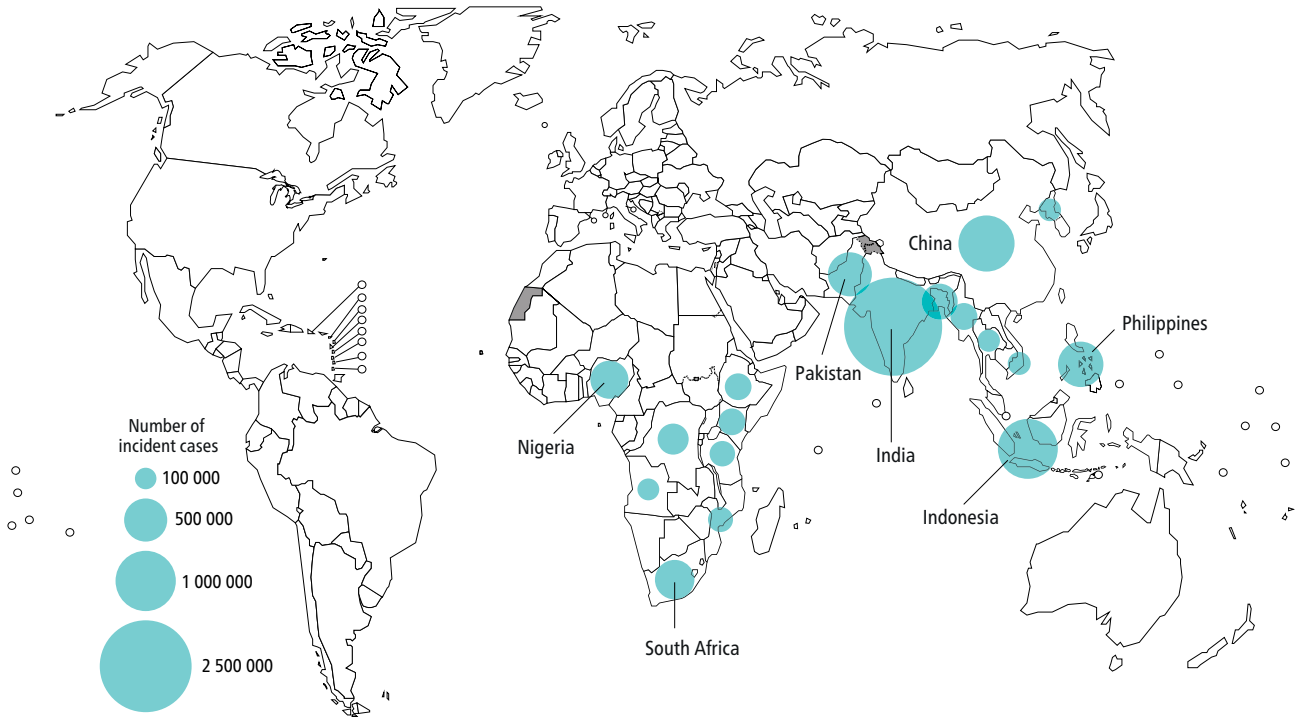 China
Philippines
Pakistan
Nigeria
India
Indonesia
South Africa
Number of
incident cases
100 000
500 000
1 000 000
2 500 000